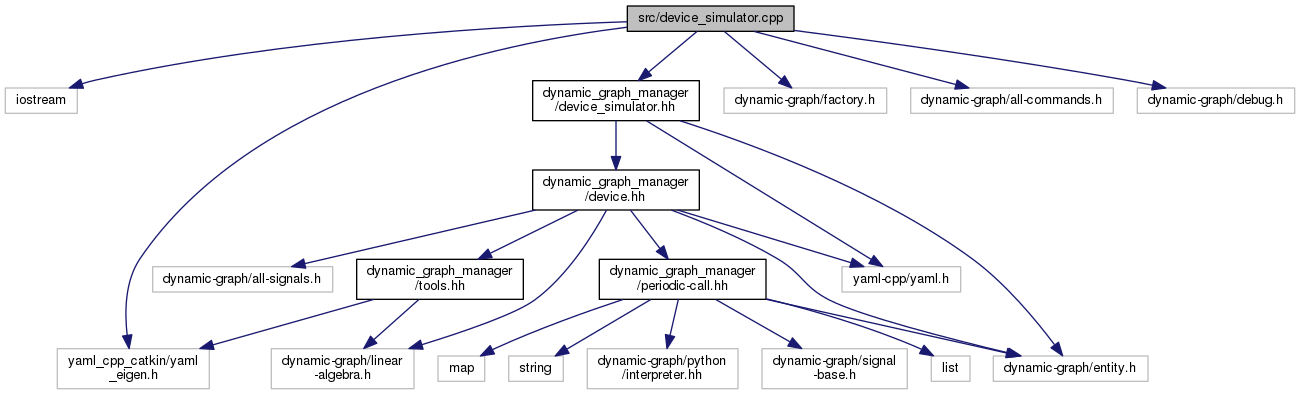 src/device_simulator.cpp
iostream
dynamic_graph_manager
/device_simulator.hh
dynamic-graph/factory.h
dynamic-graph/all-commands.h
dynamic-graph/debug.h
dynamic_graph_manager
/device.hh
dynamic-graph/all-signals.h
dynamic_graph_manager
/tools.hh
dynamic_graph_manager
/periodic-call.hh
yaml-cpp/yaml.h
yaml_cpp_catkin/yaml
_eigen.h
dynamic-graph/linear
-algebra.h
map
string
dynamic-graph/python
/interpreter.hh
dynamic-graph/signal
-base.h
list
dynamic-graph/entity.h